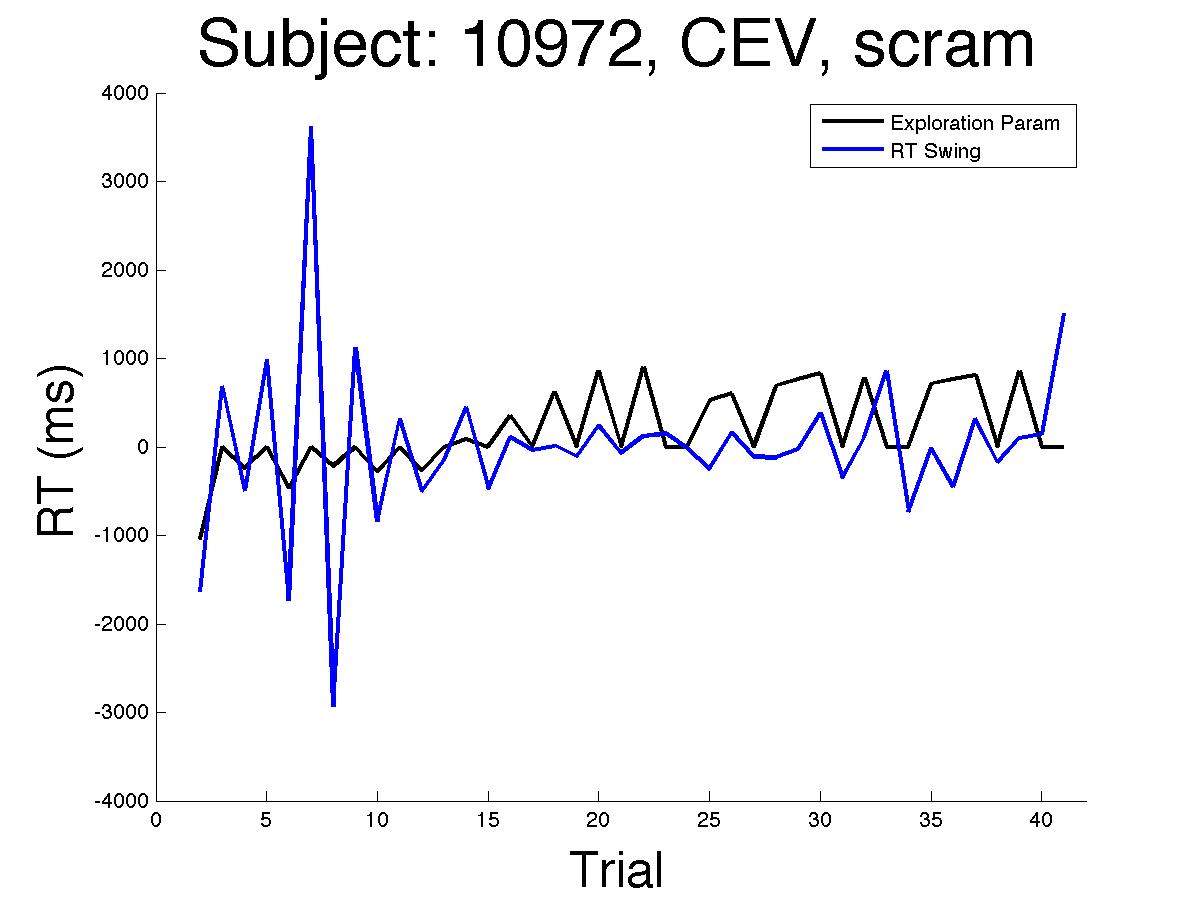 Subject: 10972, CEV, scram
4000
3000
2000
1000
0
-1000
-2000
-3000
-4000
RT (ms)
Exploration Param
RT Swing
0 5 10 15 20 25 30 35 40
Trial